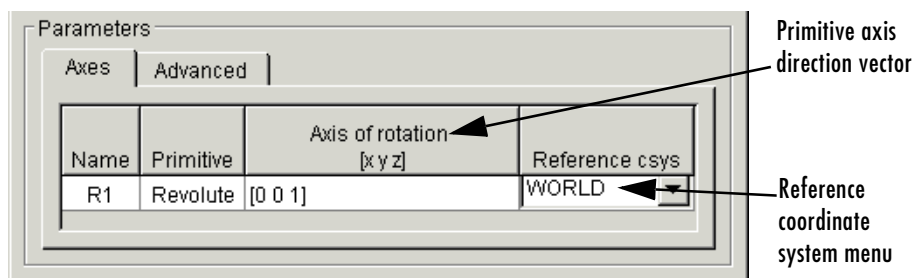 Parameters
Axes
Advanced
Name
Primitive
Axis of rotation
[x y z]
Reference csys
R1
Revolute
[0 0 1]
WORLD
Primitive axis
direction vector
Reference
coordinate
system menu